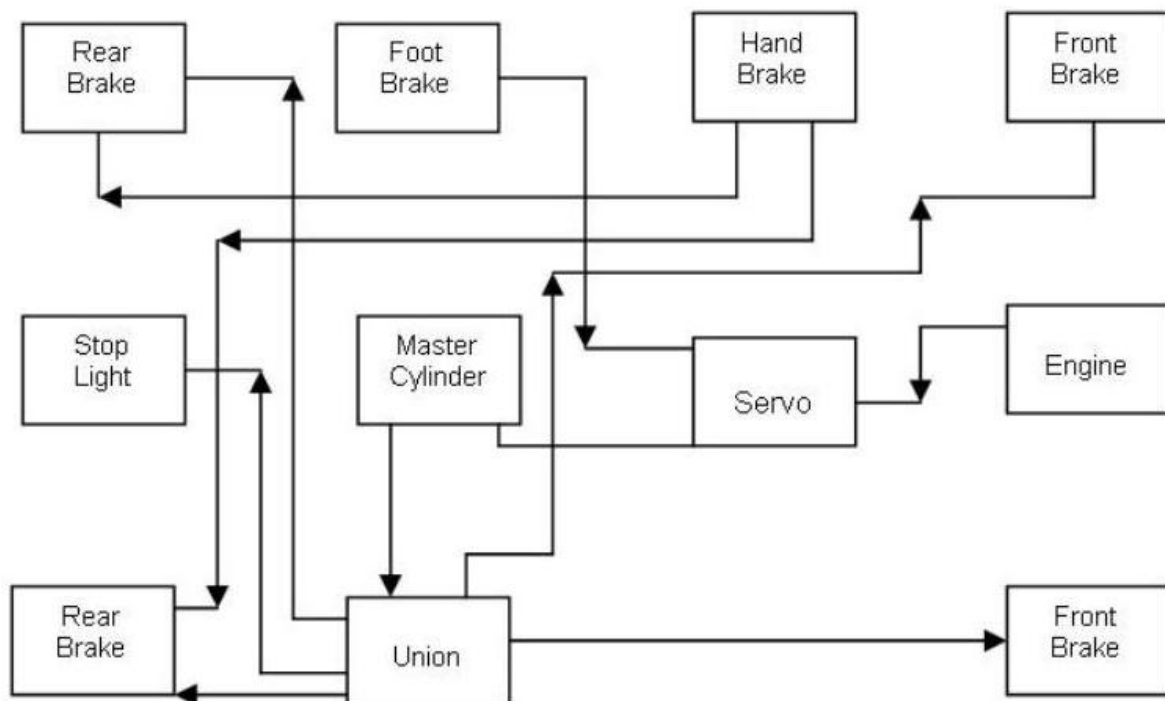 Rear
Brake
Foot
Brake
Hand
Brake
Front
Brake
Stop
Light
Master
Cylinder
Servo
Engine
Rear
Brake
Union
Front
Brake